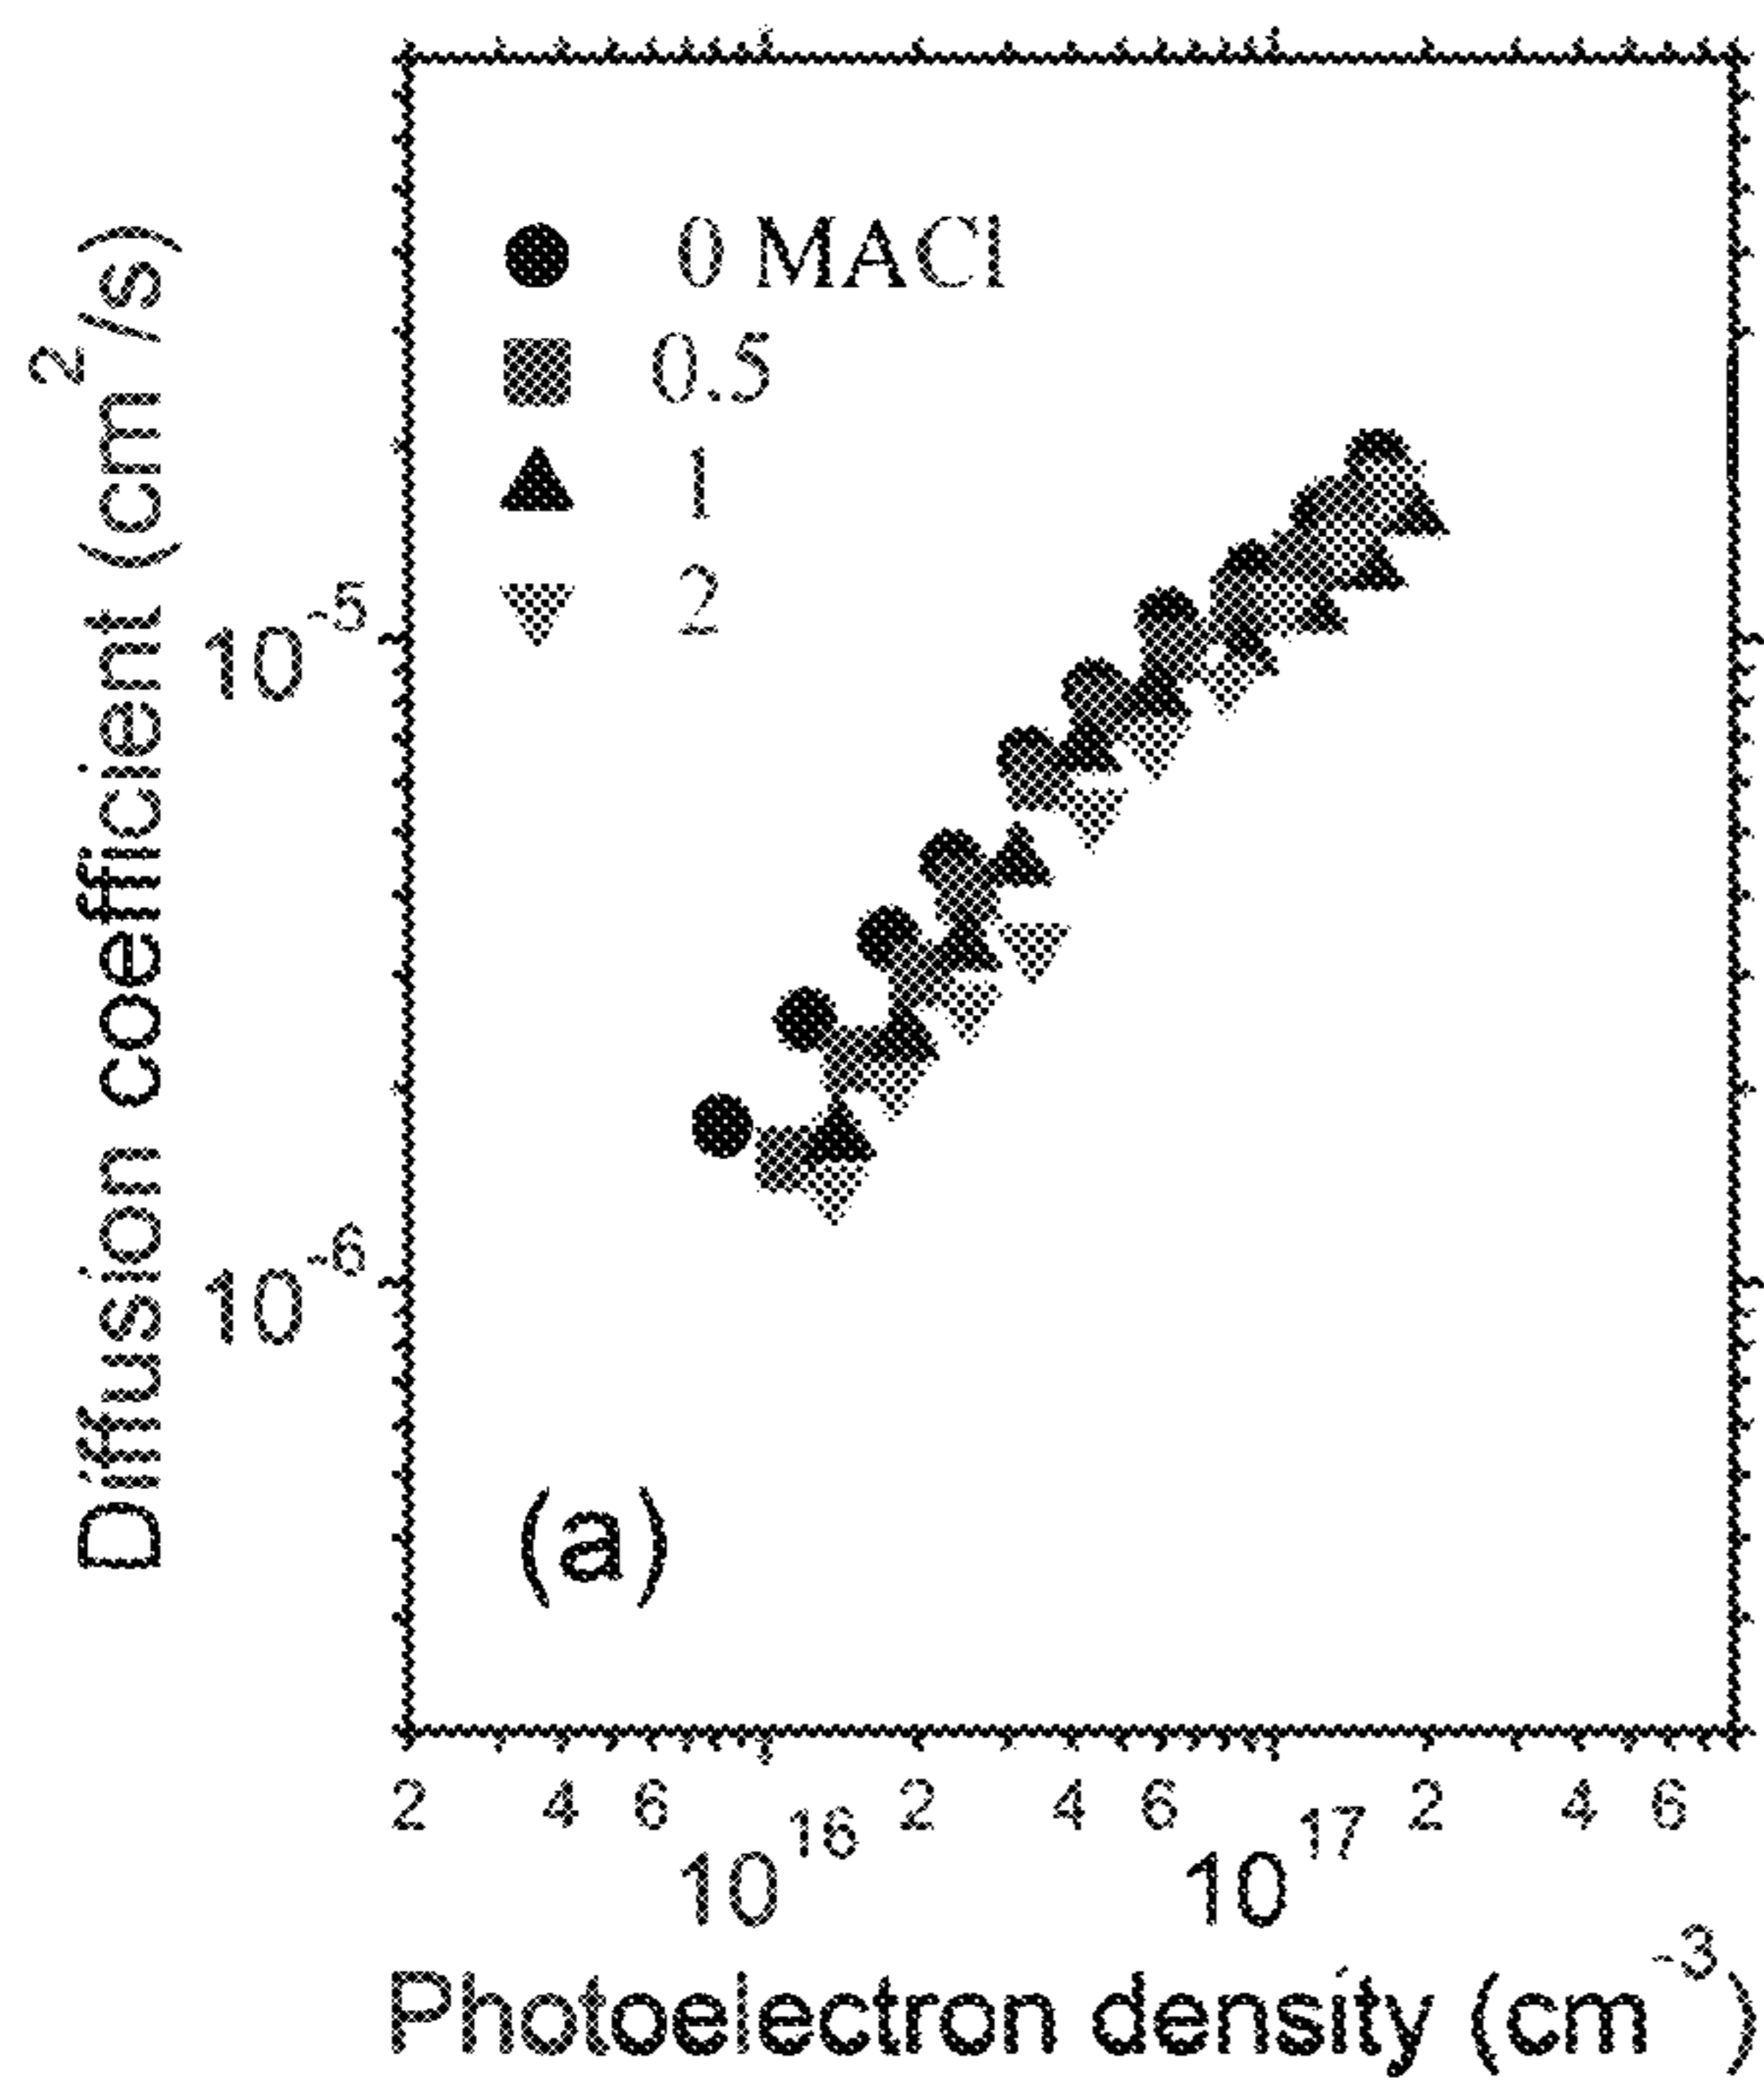 Diffusion coefficient (cm²/s)
0 MACl
0.5
1
2
10⁻⁵
10⁻⁶
(a)
2 4 6 10¹⁶ 2 4 6 10¹⁷ 2 4 6
Photoelectron density (cm⁻³)